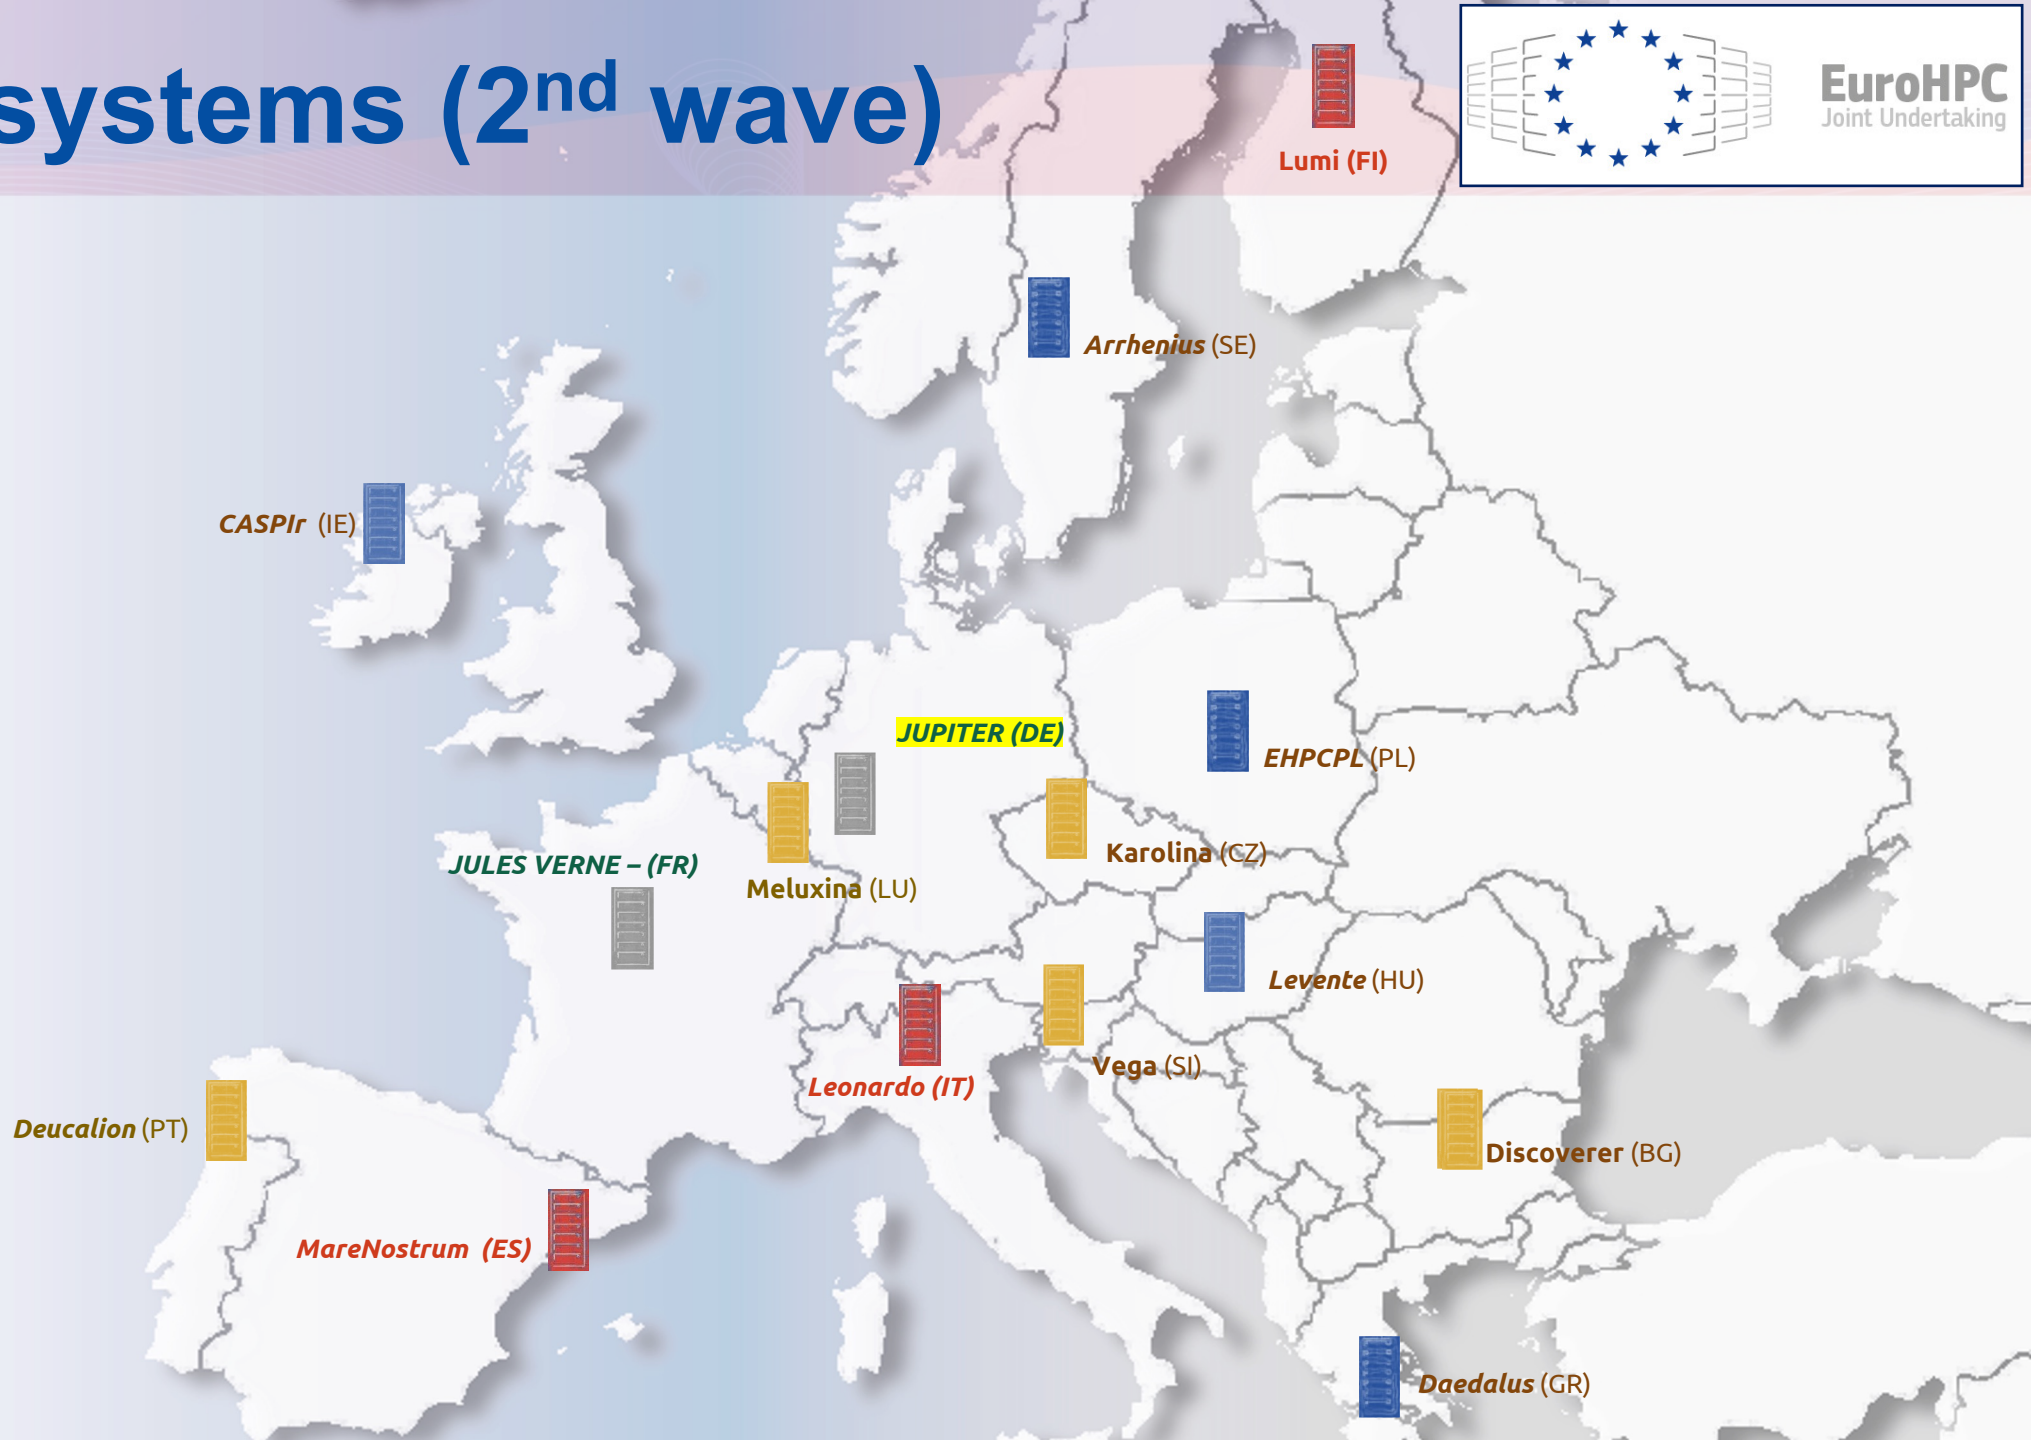 systems (2nd wave)
EuroHPC
Joint Undertaking
Lumi (FI)
Arrhenius (SE)
CASPIr (IE)
JUPITER (DE)
EHPCPL (PL)
Karolina (CZ)
JULES VERNE – (FR)
Meluxina (LU)
Levente (HU)
Vega (SI)
Leonardo (IT)
Deucalion (PT)
Discoverer (BG)
MareNostrum (ES)
Daedalus (GR)